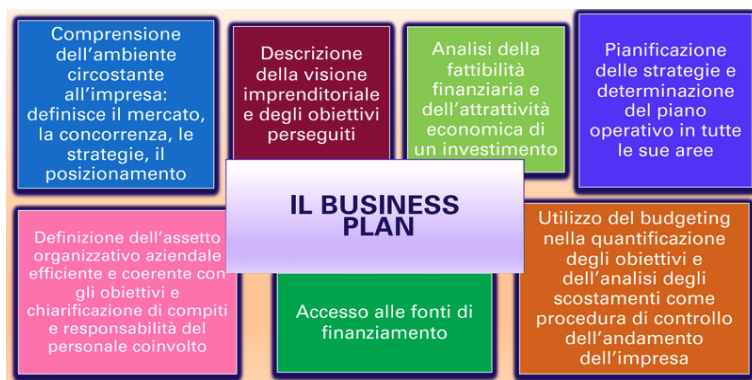 Comprensione
dell'ambiente
circostante
all'impresa:
definisce il mercato,
la concorrenza, le
strategie, il
posizionamento
Descrizione
della visione
imprenditoriale
e degli obiettivi
perseguiti
Analisi della
fattibilità
finanziaria e
dell'attrattività
economica di
un investimento
Pianificazione
delle strategie e
determinazione
del piano
operativo in tutte
le sue aree
IL BUSINESS
PLAN
Definizione dell'assetto
organizzativo aziendale
efficiente e coerente con
gli obiettivi e
chiarificazione di compiti
e responsabilità del
personale coinvolto
Accesso alle fonti di
finanziamento
Utilizzo del budgeting
nella quantificazione
degli obiettivi e
dell'analisi degli
scostamenti come
procedura di controllo
dell'andamento
dell'impresa